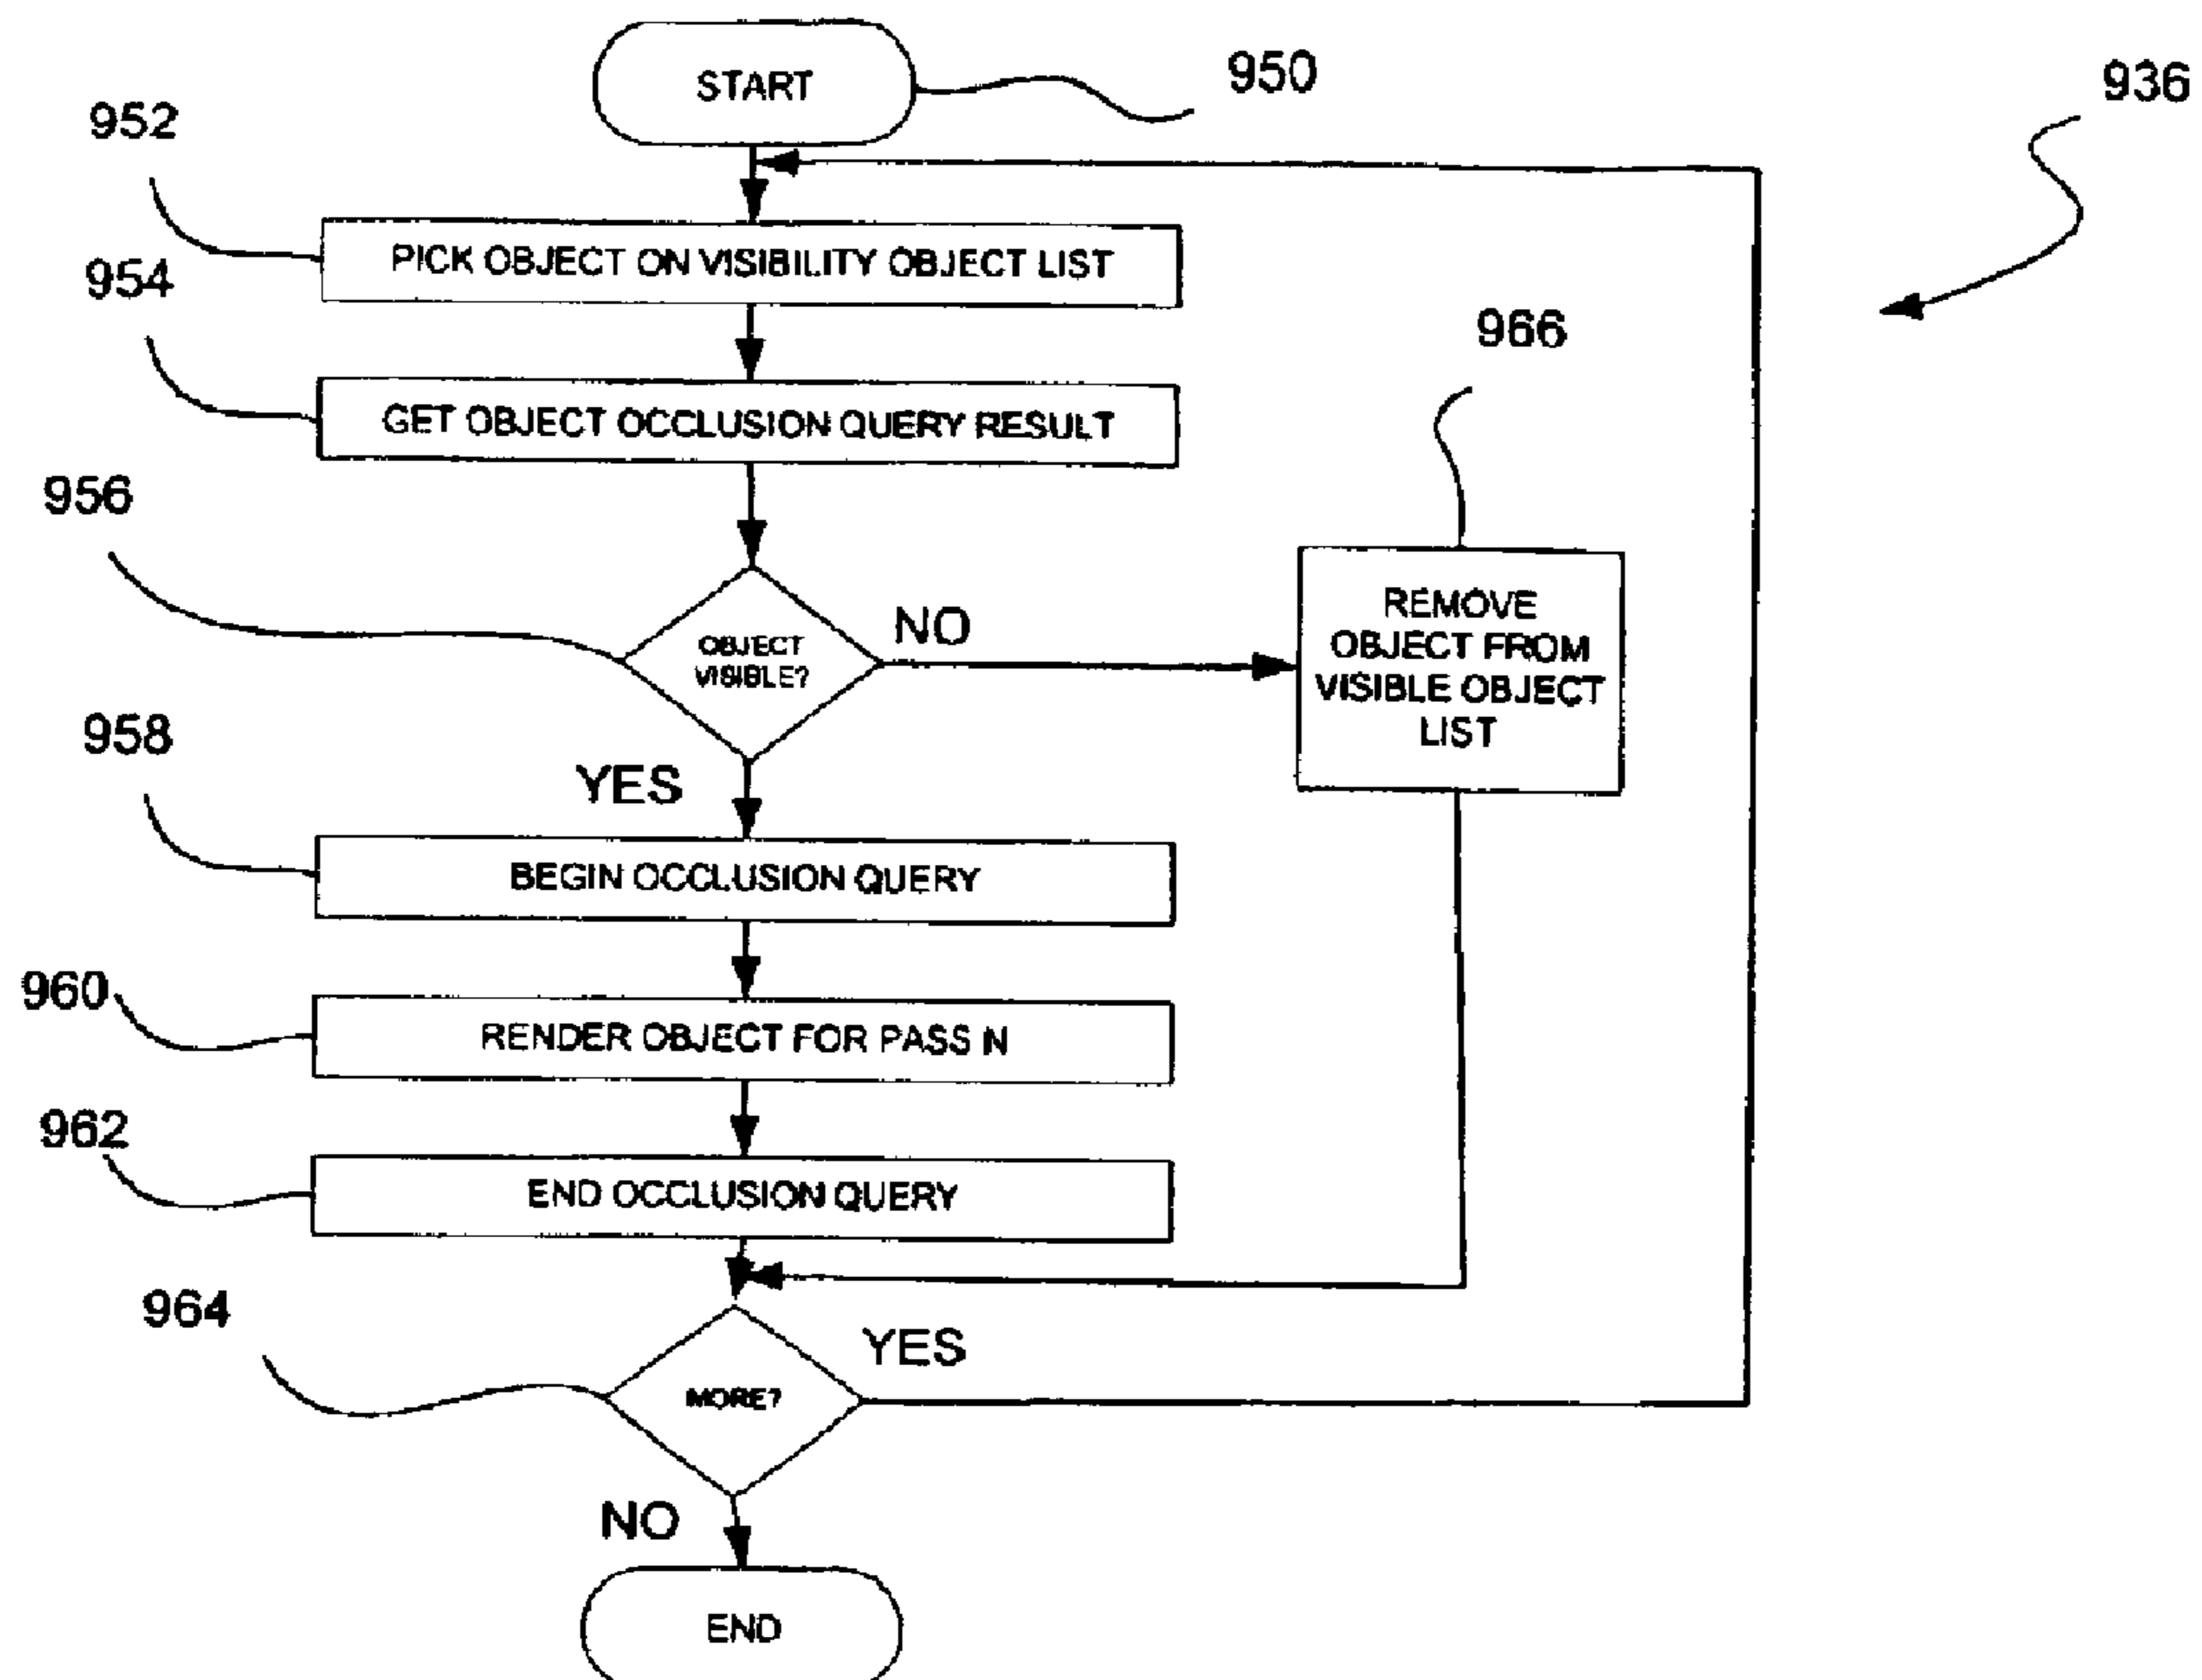 START
950
936
952
PICK OBJECT ON VISIBILITY OBJECT LIST
954
GET OBJECT OCCLUSION QUERY RESULT
966
956
OBJECT
VISIBLE?
NO
REMOVE
OBJECT FROM
VISIBLE OBJECT
LIST
YES
958
BEGIN OCCLUSION QUERY
960
RENDER OBJECT FOR PASS N
962
END OCCLUSION QUERY
964
MORE?
YES
NO
END